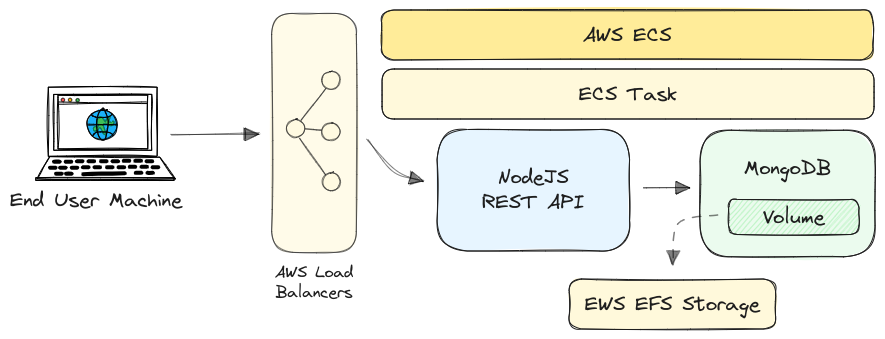 AWS ECS
ECS Task
End User Machine
AWS Load
Balancers
NodeJS
REST API
MongoDB
Volume
EWS EFS Storage